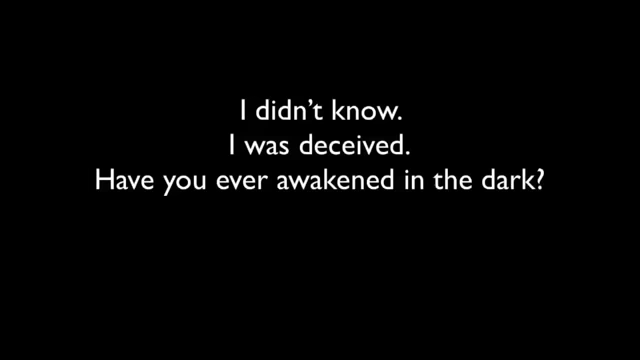 I didn’t know.
I was deceived.
Have you ever awakened in the dark?